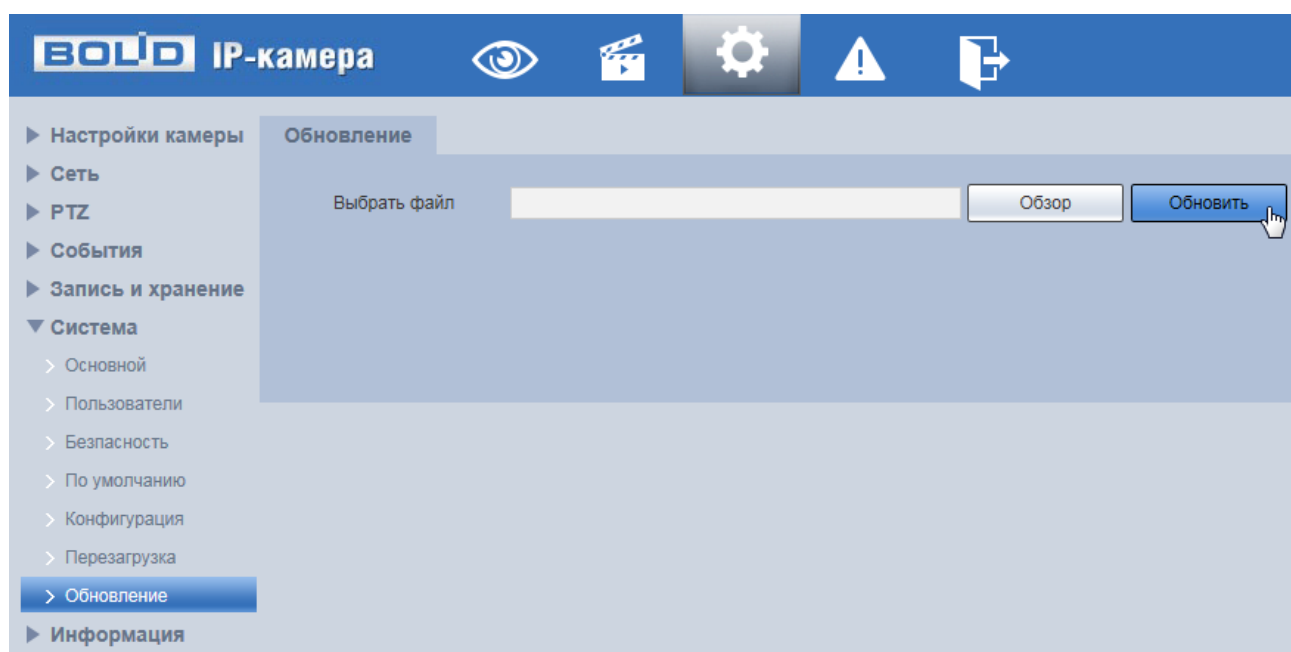 BOLID IP-камера
Настройки камеры
Сеть
PTZ
События
Запись и хранение
Система
Основной
Пользователи
Безпасность
По умолчанию
Конфигурация
Перезагрузка
Обновление
Информация
Обновление
Выбрать файл Обзор Обновить